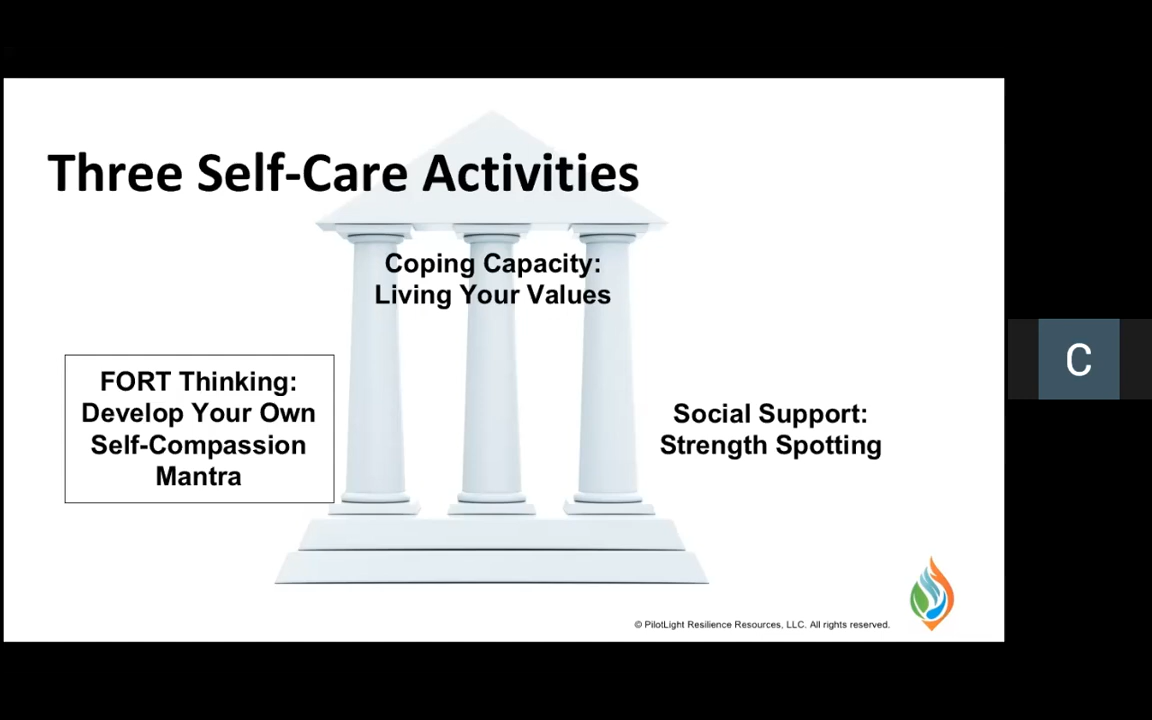 Three Self-Care Activities
Coping Capacity:
Living Your Values
FORT Thinking:
Develop Your Own
Self-Compassion
Mantra
Social Support:
Strength Spotting
© PilotLight Resilience Resources, LLC. All rights reserved.
C